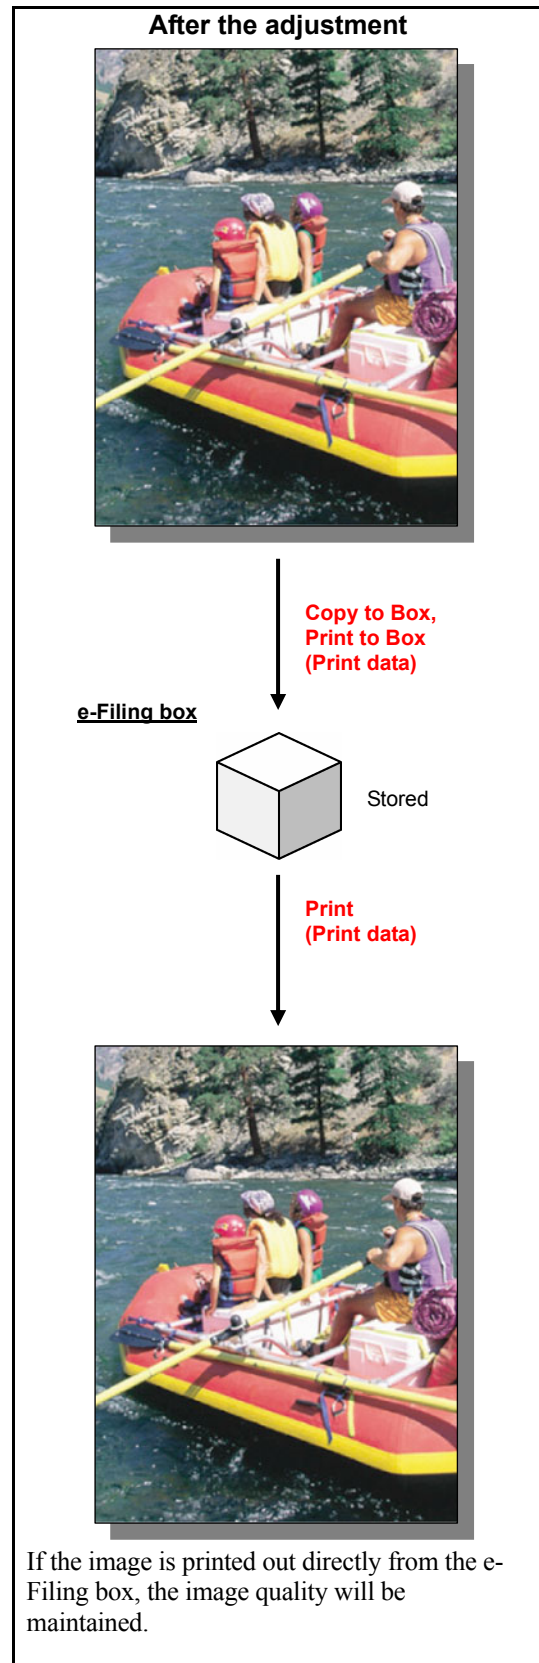 After the adjustment
Copy to Box,
Print to Box
(Print data)
e-Filing box
Stored
Print
(Print data)
If the image is printed out directly from the e-
Filing box, the image quality will be
maintained.